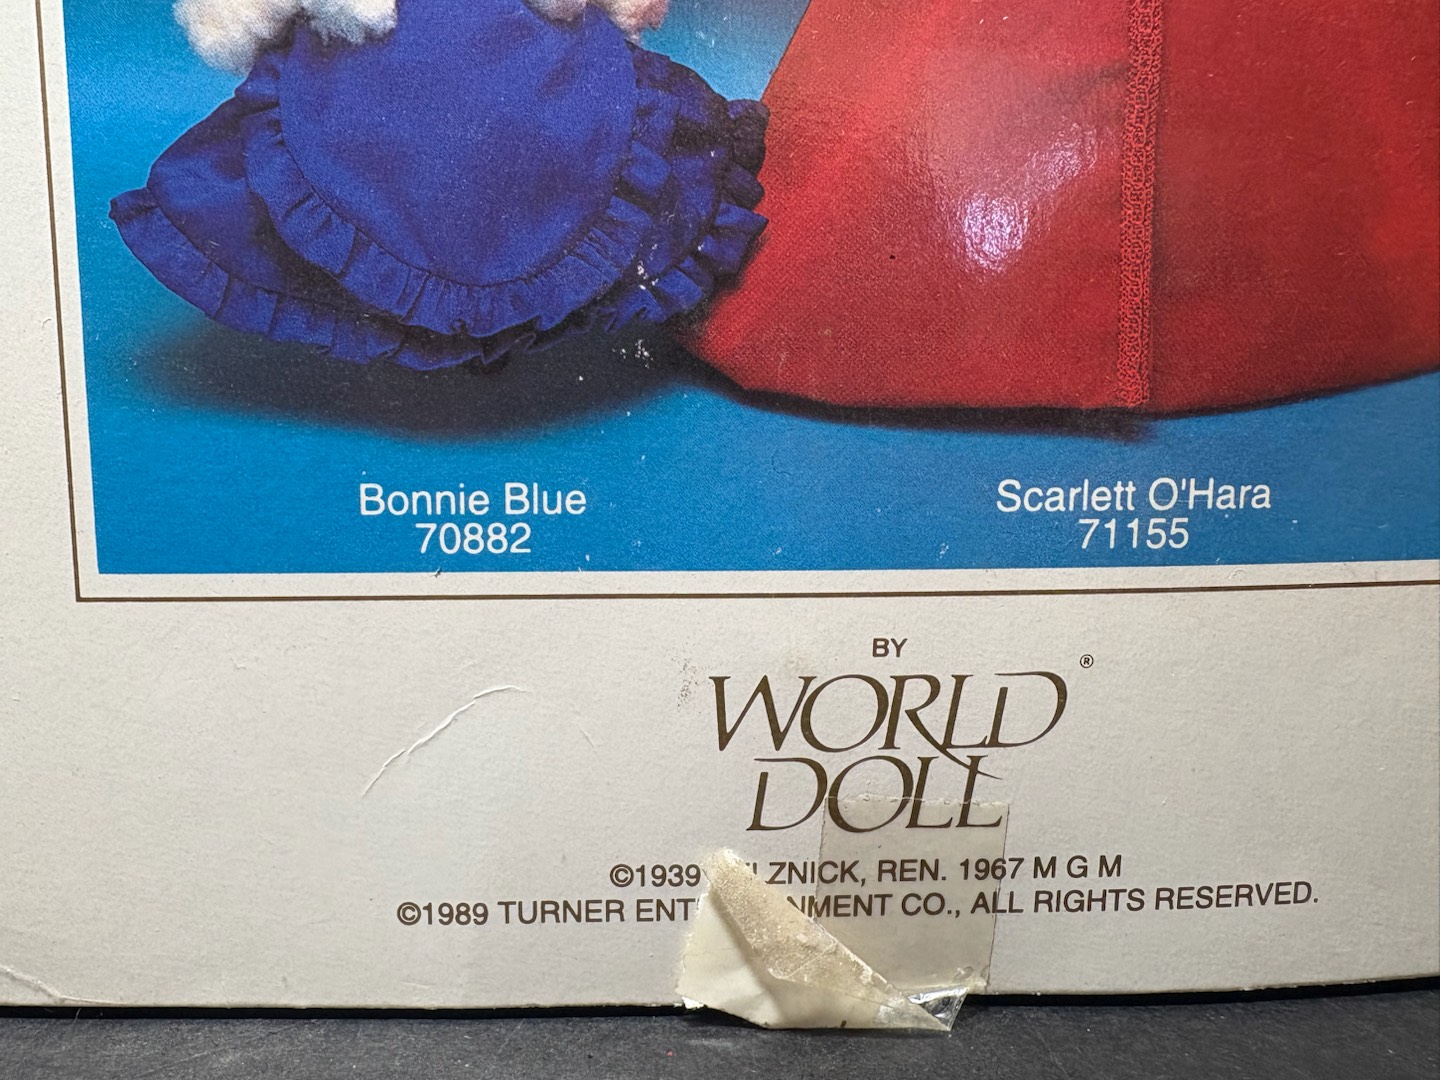 Bonnie Blue
70882
Scarlett O'Hara
71155
BY
WORLD ®
DOLL
©1939 LZNICK, REN. 1967 M G M
©1989 TURNER ENT NMENT CO., ALL RIGHTS RESERVED.